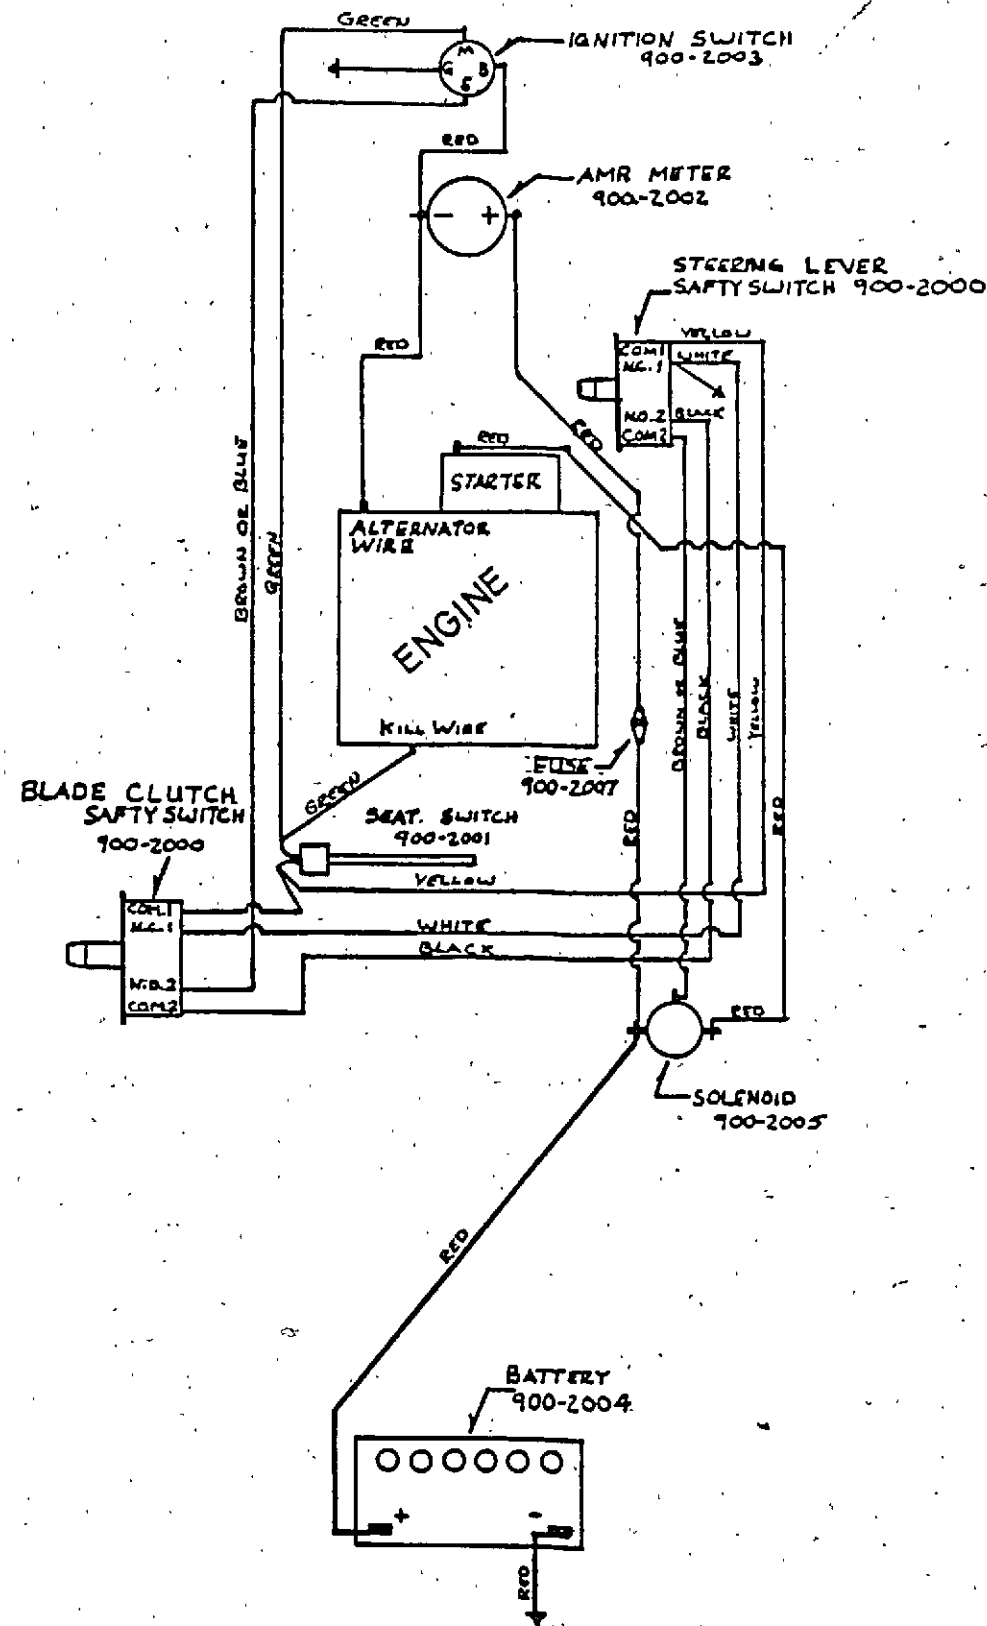 GREEN
IGNITION SWITCH
900-2003
M
G B
S
RED
AMR METER
900-2002
- +
STEERING LEVER
SAFTY SWITCH 900-2000
YELLOW
COM1
WHITE
N.C.1
N.O.2 BLACK
COM2
RED
RED
RED
STARTER
ALTERNATOR
WIRE
ENGINE
KILL WIRE
BROWN OR BLUE
GREEN
BROWN OR BLUE
BLACK
WHITE
YELLOW
FUSE
900-2007
RED
RED
GREEN
BLADE CLUTCH
SAFTY SWITCH
900-2000
SEAT. SWITCH
900-2001
YELLOW
COM.1
N.C.1
WHITE
BLACK
N.O.2
COM.2
RED
SOLENOID
900-2005
RED
BATTERY
900-2004
+ -
RED